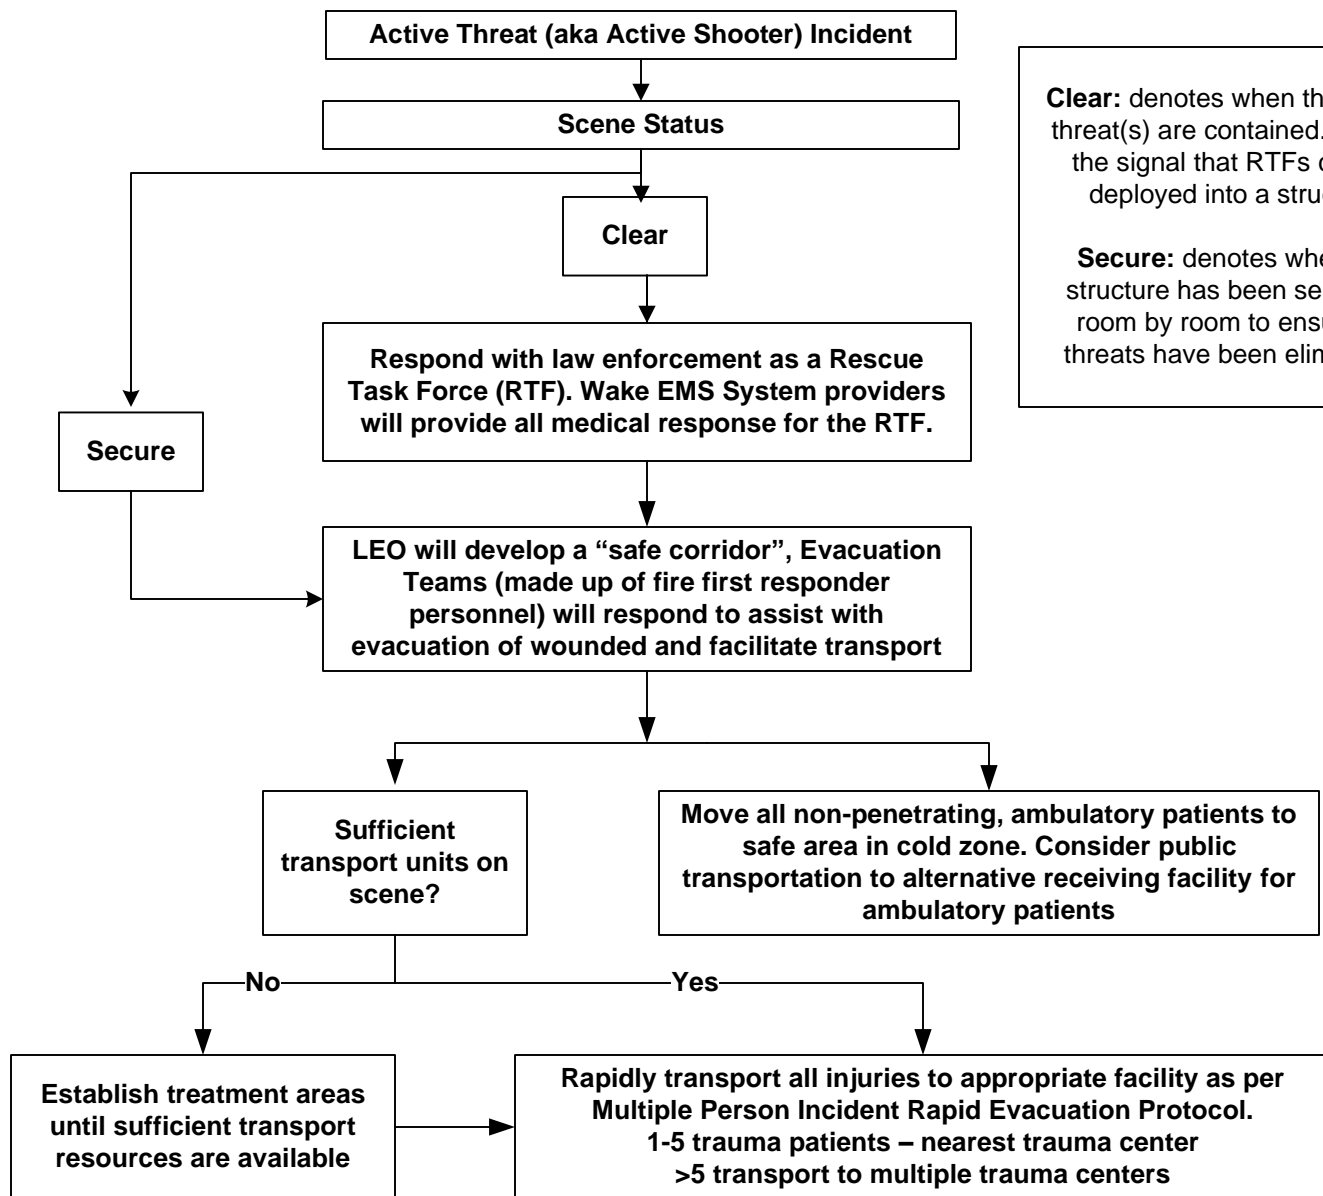 Active Threat (aka Active Shooter) Incident
Scene Status
Clear
Secure
Respond with law enforcement as a Rescue
Task Force (RTF). Wake EMS System providers
will provide all medical response for the RTF.
LEO will develop a “safe corridor”, Evacuation
Teams (made up of fire first responder
personnel) will respond to assist with
evacuation of wounded and facilitate transport
Sufficient
transport units on
scene?
Move all non-penetrating, ambulatory patients to
safe area in cold zone. Consider public
transportation to alternative receiving facility for
ambulatory patients
No
Yes
Establish treatment areas
until sufficient transport
resources are available
Rapidly transport all injuries to appropriate facility as per
Multiple Person Incident Rapid Evacuation Protocol.
1-5 trauma patients – nearest trauma center
>5 transport to multiple trauma centers
Clear: denotes when
threat(s) are contained.
the signal that RTFs
deployed into a
Secure: denotes
structure has been
room by room to
threats have been